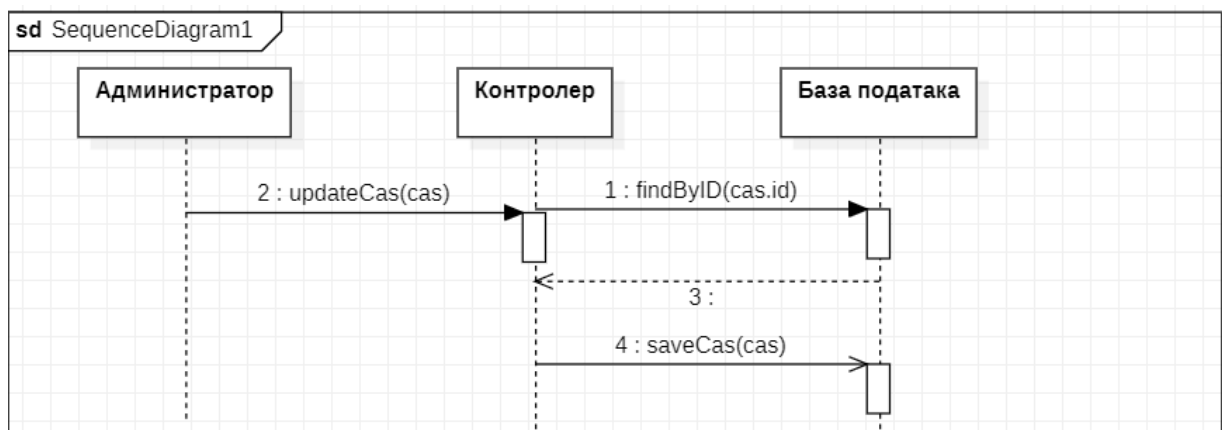 sd SequenceDiagram1
Администратор
Контролер
База података
2 : updateCas(cas)
1 : findByID(cas.id)
3 :
4 : saveCas(cas)